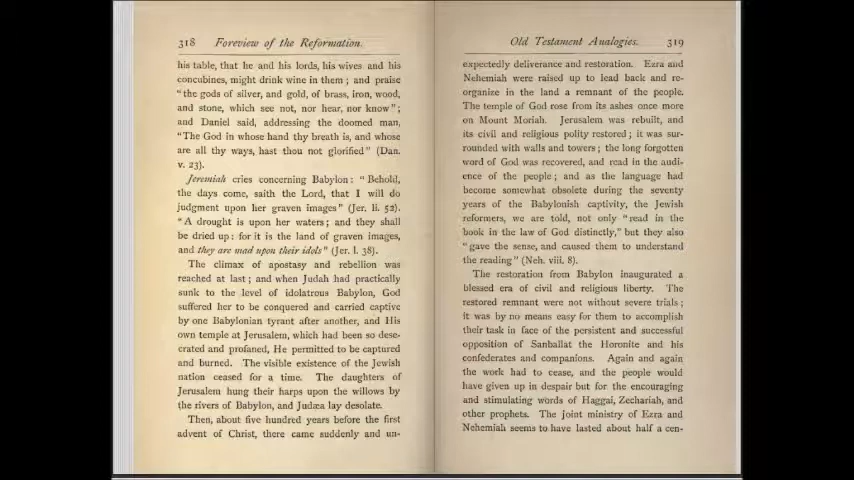 318 Foreview of the Reformation.
his table, that he and his lords, his wives and his
concubines, might drink wine in them ; and praise
“ the gods of silver, and gold, of brass, iron, wood,
and stone, which see not, nor hear, nor know ” ;
and Daniel said, addressing the doomed man,
“ The God in whose hand thy breath is, and whose
are all thy ways, hast thou not glorified ” (Dan.
v. 23).
Jeremiah cries concerning Babylon : “ Behold,
the days come, saith the Lord, that I will do
judgment upon her graven images ” (Jer. li. 52).
“ A drought is upon her waters ; and they shall
be dried up : for it is the land of graven images,
and they are mad upon their idols ” (Jer. l. 38).
The climax of apostasy and rebellion was
reached at last ; and when Judah had practically
sunk to the level of idolatrous Babylon, God
suffered her to be conquered and carried captive
by one Babylonian tyrant after another, and His
own temple at Jerusalem, which had been so dese-
crated and profaned, He permitted to be captured
and burned. The visible existence of the Jewish
nation ceased for a time. The daughters of
Jerusalem hung their harps upon the willows by
the rivers of Babylon, and Judæa lay desolate.
Then, about five hundred years before the first
advent of Christ, there came suddenly and un-
Old Testament Analogies. 319
expectedly deliverance and restoration. Ezra and
Nehemiah were raised up to lead back and re-
organize in the land a remnant of the people.
The temple of God rose from its ashes once more
on Mount Moriah. Jerusalem was rebuilt, and
its civil and religious polity restored ; it was sur-
rounded with walls and towers ; the long forgotten
word of God was recovered, and read in the audi-
ence of the people ; and as the language had
become somewhat obsolete during the seventy
years of the Babylonish captivity, the Jewish
reformers, we are told, not only “ read in the
book in the law of God distinctly,” but they also
“ gave the sense, and caused them to understand
the reading ” (Neh. viii. 8).
The restoration from Babylon inaugurated a
blessed era of civil and religious liberty. The
restored remnant were not without severe trials ;
it was by no means easy for them to accomplish
their task in face of the persistent and successful
opposition of Sanballat the Horonite and his
confederates and companions. Again and again
the work had to cease, and the people would
have given up in despair but for the encouraging
and stimulating words of Haggai, Zechariah, and
other prophets. The joint ministry of Ezra and
Nehemiah seems to have lasted about half a cen-